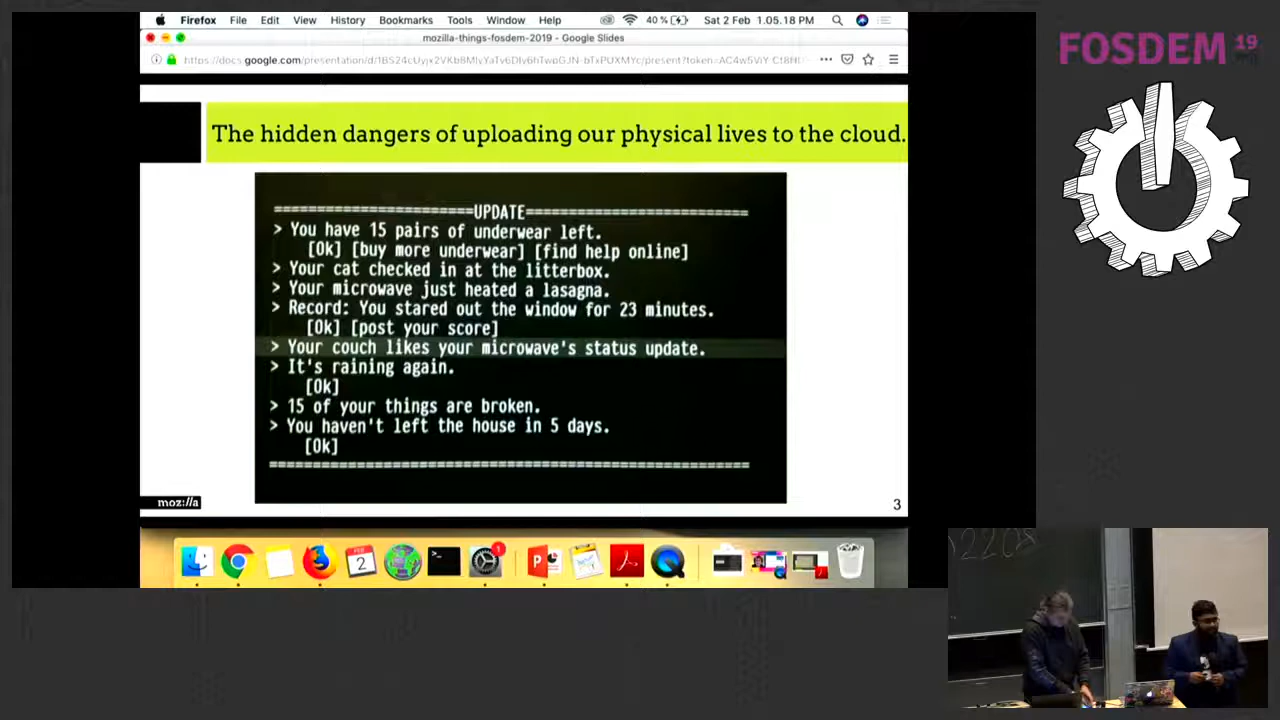 Firefox File Edit View History Bookmarks Tools Window Help 40% Sat 2 Feb 1.05.18 PM
mozilla-things-fosdem-2019 - Google Slides
FOSDEM 19
The hidden dangers of uploading our physical lives to the cloud.
=======================UPDATE=========================
> You have 15 pairs of underwear left.
[Ok] [buy more underwear] [find help online]
> Your cat checked in at the litterbox.
> Your microwave just heated a lasagna.
> Record: You stared out the window for 23 minutes.
[Ok] [post your score]
> Your couch likes your microwave's status update.
> It's raining again.
[Ok]
> 15 of your things are broken.
> You haven't left the house in 5 days.
[Ok]
moz://a
3